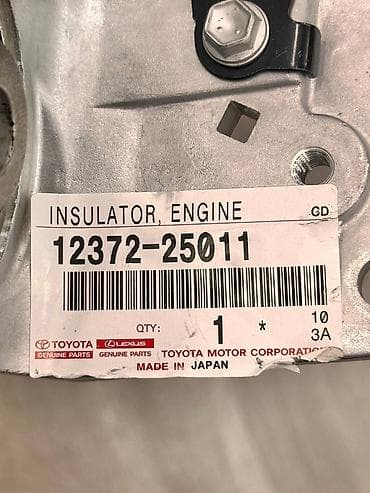 INSULATOR, ENGINE GD
12372-25011
QTY: 1 * 10
3A
TOYOTA LEXUS
GENUINE PARTS GENUINE PARTS TOYOTA MOTOR CORPORATION
MADE IN JAPAN